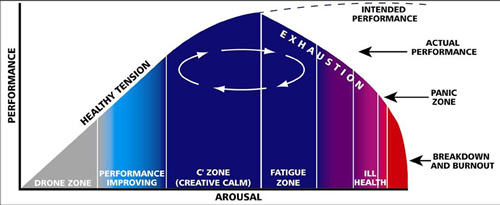 INTENDED
PERFORMANCE
ACTUAL
PERFORMANCE
PANIC
ZONE
BREAKDOWN
AND BURNOUT
PERFORMANCE
HEALTHY TENSION
EXHAUSTION
DRONE ZONE
PERFORMANCE
IMPROVING
C' ZONE
(CREATIVE CALM)
FATIGUE
ZONE
ILL
HEALTH
AROUSAL